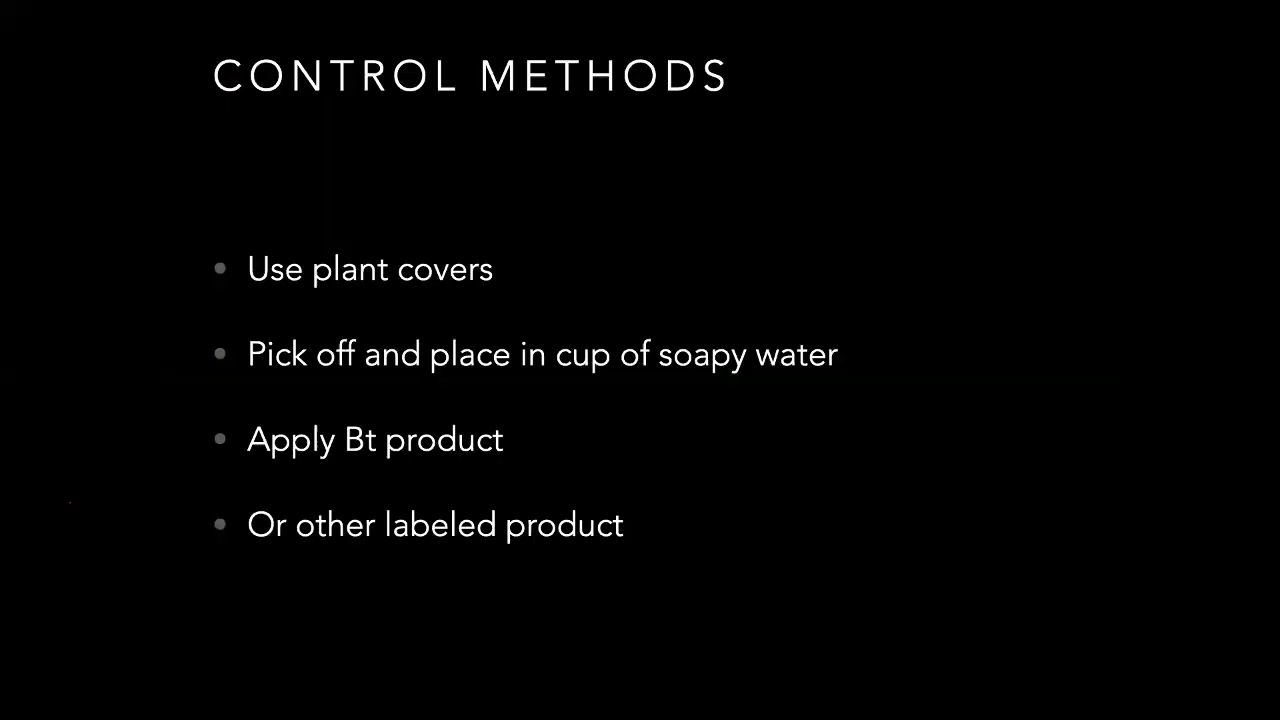 CONTROL METHODS
• Use plant covers
• Pick off and place in cup of soapy water
• Apply Bt product
• Or other labeled product